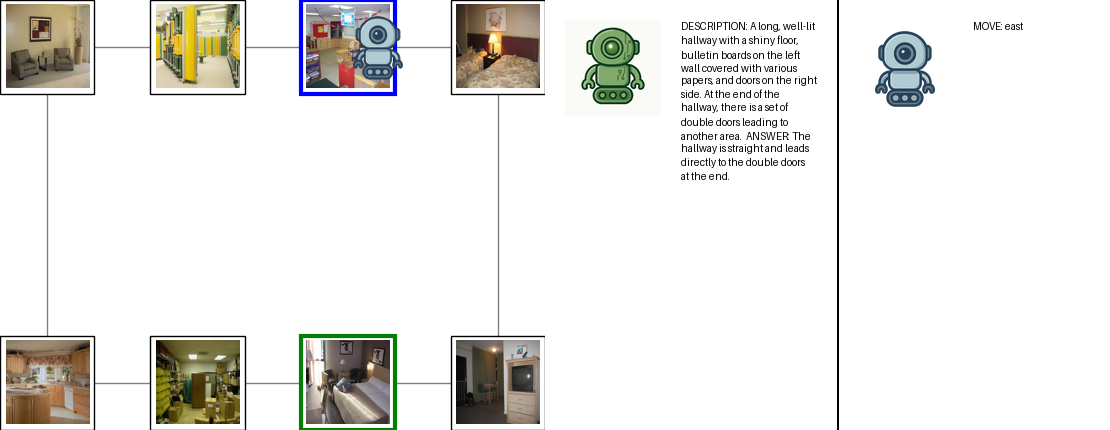 DESCRIPTION: A long, well-lit
hallway with a shiny floor,
bulletin boards on the left
wall covered with various
papers, and doors on the right
side. At the end of the
hallway, there is a set of
double doors leading to
another area.  ANSWER: The
hallway is straight and leads
directly to the double doors
at the end.
MOVE: east